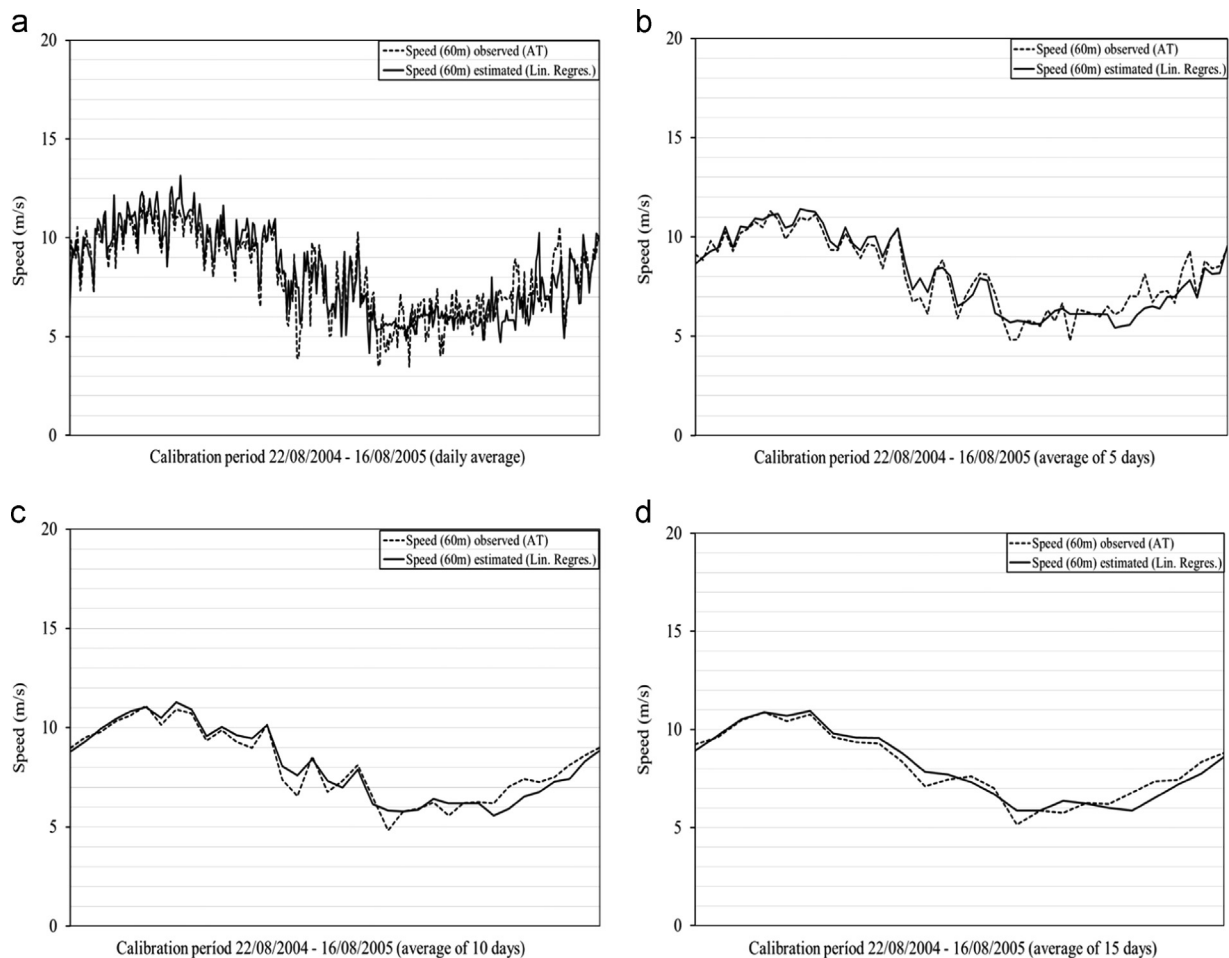 a
20
15
10
5
0
Speed (m/s)
Speed (60m) observed (AT)
Speed (60m) estimated (Lin. Regres.)
Calibration period 22/08/2004 - 16/08/2005 (daily average)
b
20
15
10
5
0
Speed (m/s)
Speed (60m) observed (AT)
Speed (60m) estimated (Lin. Regres.)
Calibration period 22/08/2004 - 16/08/2005 (average of 5 days)
c
20
15
10
5
0
Speed (m/s)
Speed (60m) observed (AT)
Speed (60m) estimated (Lin. Regres.)
Calibration períod 22/08/2004 - 16/08/2005 (average of 10 days)
d
20
15
10
5
0
Speed (m/s)
Speed (60m) observed (AT)
Speed (60m) estimated (Lin. Regres.)
Calibration period 22/08/2004 - 16/08/2005 (average of 15 days)